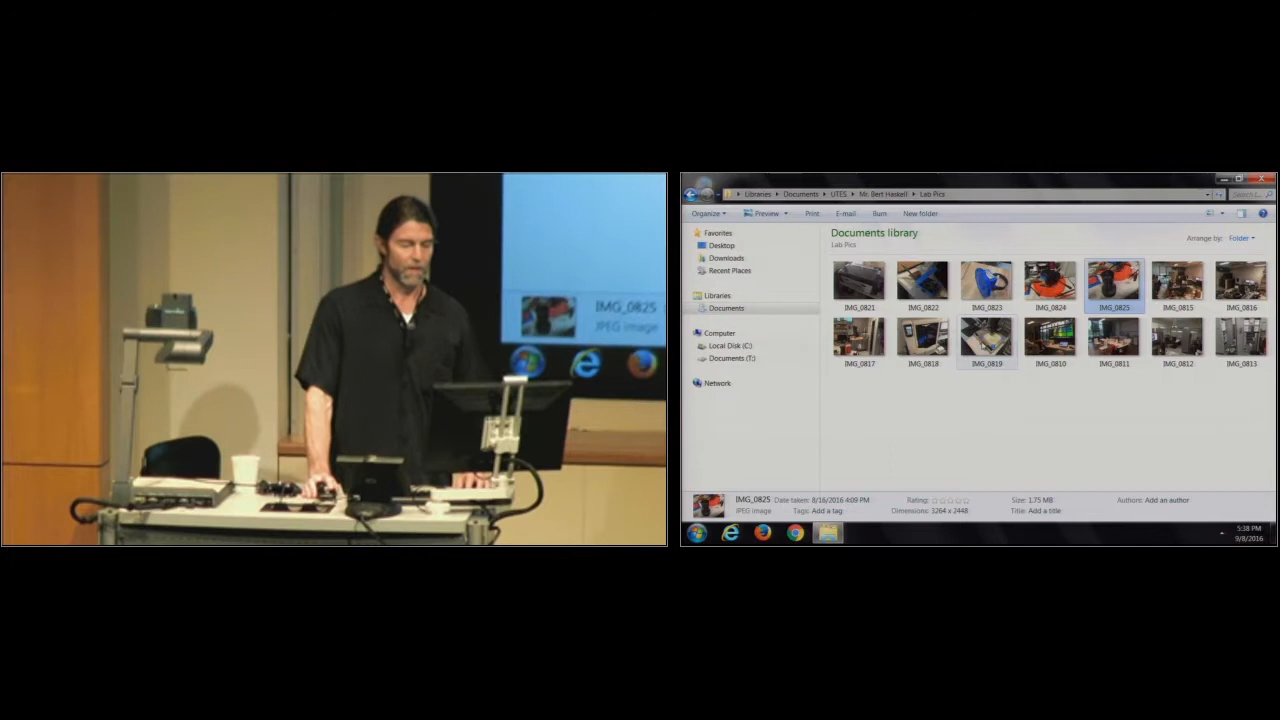 IMG_0825
JPEG image
Libraries Documents UTES Mr. Bert Haskell Lab Pics
Organize Preview Print E-mail Burn New folder
Favorites
Desktop
Downloads
Recent Places
Libraries
Documents
Computer
Local Disk (C:)
Documents (T:)
Network
Documents library
Lab Pics
Arrange by: Folder
IMG_0821 IMG_0822 IMG_0823 IMG_0824 IMG_0825 IMG_0815 IMG_0816
IMG_0817 IMG_0818 IMG_0819 IMG_0810 IMG_0811 IMG_0812 IMG_0813
IMG_0825 Date taken: 8/16/2016 4:09 PM Rating: Size: 1.75 MB Authors: Add an author
JPEG image Tags: Add a tag Dimensions: 3264 x 2448 Title: Add a title
5:38 PM
9/8/2016